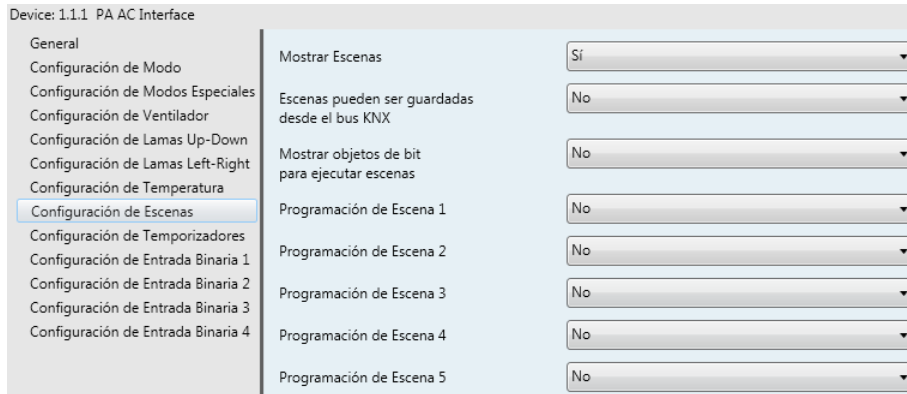 Device: 1.1.1 PA AC Interface
General
Configuración de Modo
Configuración de Modos Especiales
Configuración de Ventilador
Configuración de Lamas Up-Down
Configuración de Lamas Left-Right
Configuración de Temperatura
Configuración de Escenas
Configuración de Temporizadores
Configuración de Entrada Binaria 1
Configuración de Entrada Binaria 2
Configuración de Entrada Binaria 3
Configuración de Entrada Binaria 4
Mostrar Escenas Sí
Escenas pueden ser guardadas No
desde el bus KNX
Mostrar objetos de bit No
para ejecutar escenas
Programación de Escena 1 No
Programación de Escena 2 No
Programación de Escena 3 No
Programación de Escena 4 No
Programación de Escena 5 No